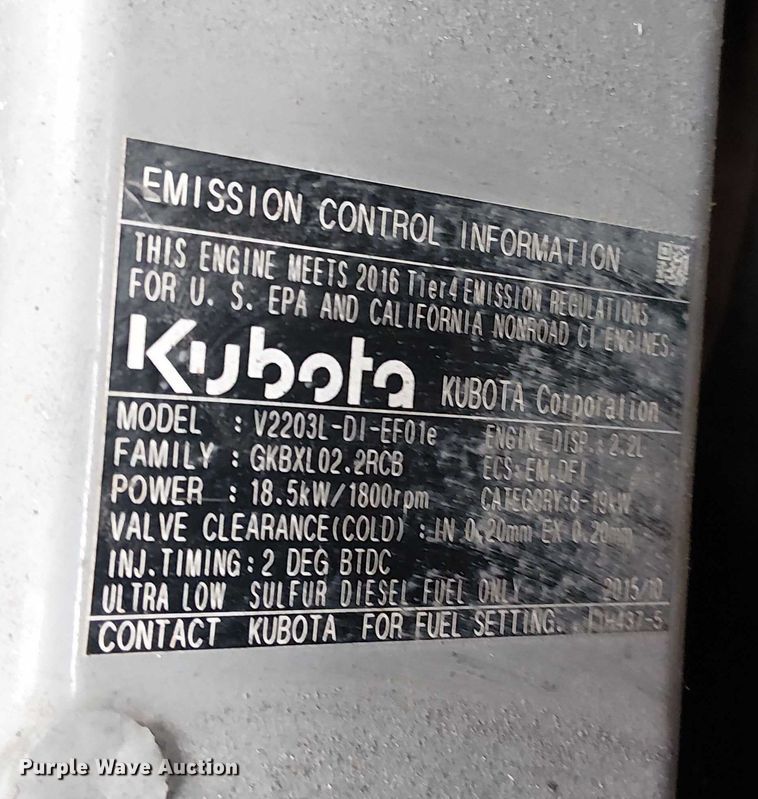 EMISSION CONTROL INFORMATION
THIS ENGINE MEETS 2016 Tier4 EMISSION REGULATIONS
FOR U. S. EPA AND CALIFORNIA NONROAD CI ENGINES.
Kubota KUBOTA Corporation
MODEL : V2203L-DI-EF01e ENGINE DISP.: 2.2L
FAMILY : GKBXL02.2RCB ECS: EM.DFI
POWER : 18.5kW/1800rpm CATEGORY:8-19kW
VALVE CLEARANCE(COLD) : IN 0.20mm EX 0.20mm
INJ.TIMING: 2 DEG BTDC
ULTRA LOW SULFUR DIESEL FUEL ONLY 2015/10
CONTACT KUBOTA FOR FUEL SETTING.
Purple Wave Auction